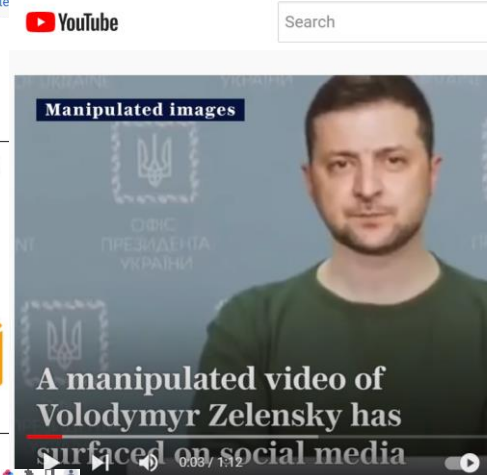 YouTube
Search
Manipulated images
ОФІС
ПРЕЗИДЕНТА
УКРАЇНИ
A manipulated video of
Volodymyr Zelensky has
surfaced on social media
0:03 / 1:12